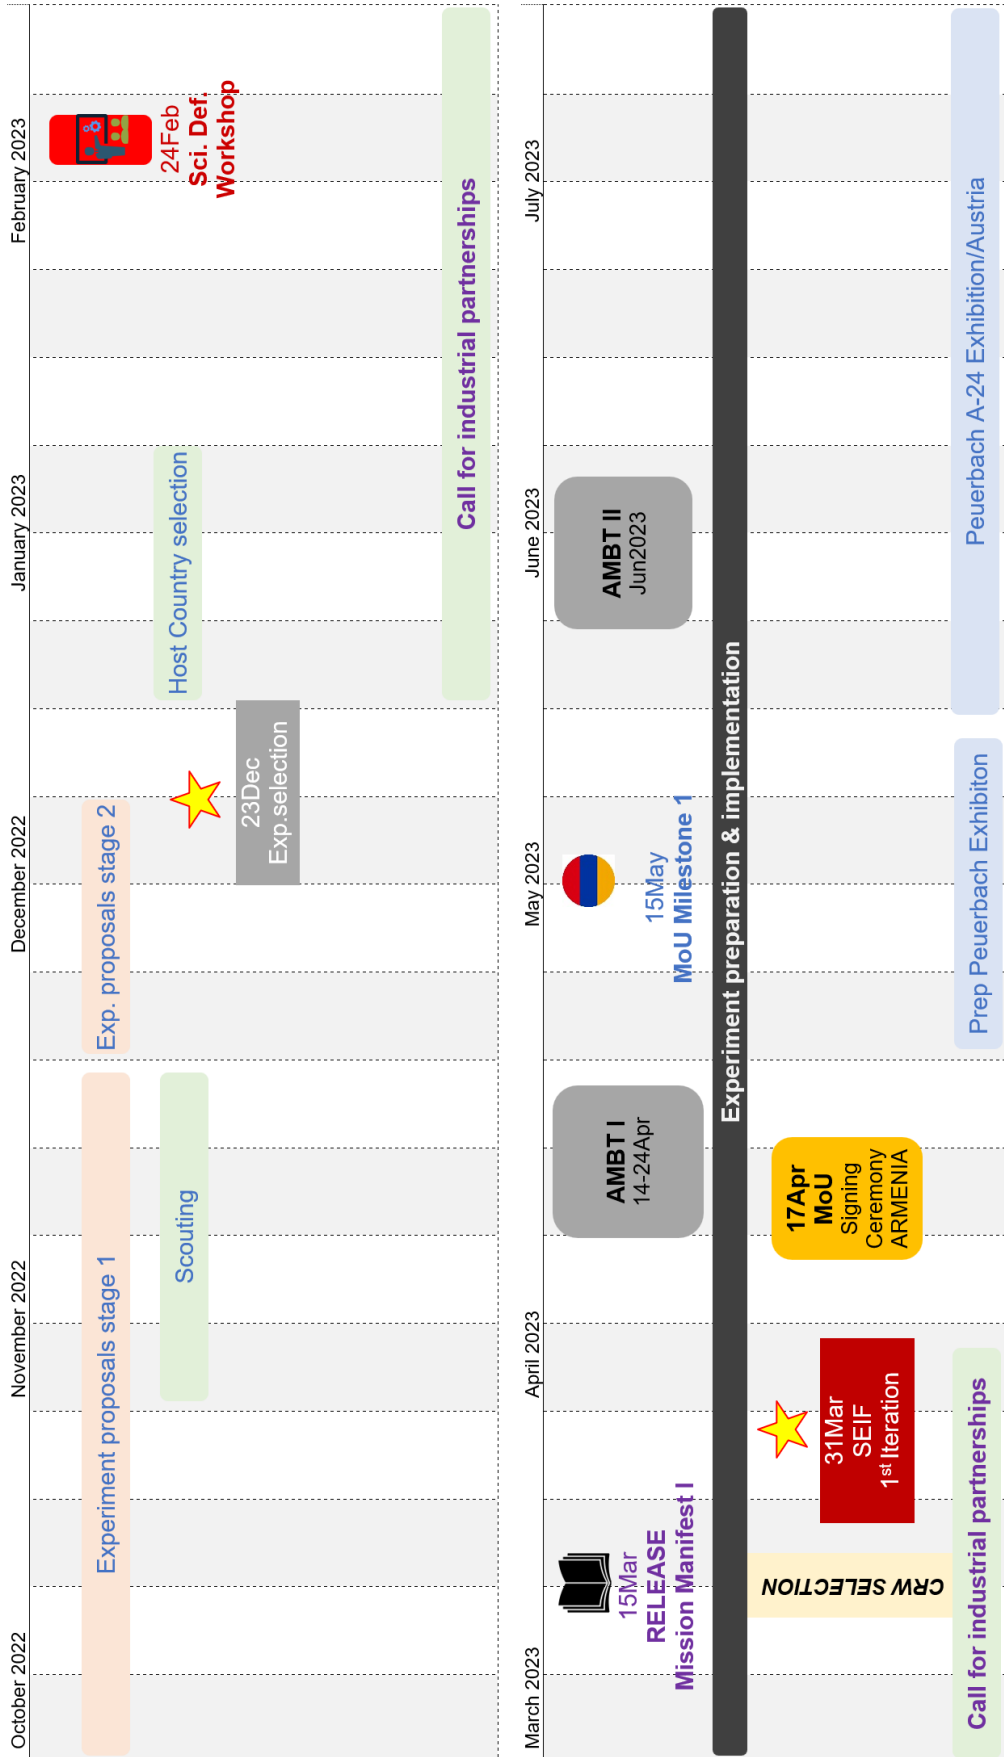 October 2022
November 2022
December 2022
January 2023
February 2023
Experiment proposals stage 1
Exp. proposals stage 2
Scouting
Host Country selection
23Dec
Exp.selection
24Feb
Sci. Def.
Workshop
Call for industrial partnerships
March 2023
April 2023
May 2023
June 2023
July 2023
15Mar
RELEASE
Mission Manifest I
AMBT I
14-24Apr
15May
MoU Milestone 1
AMBT II
Jun2023
Experiment preparation & implementation
CRW SELECTION
31Mar
SEIF
1st Iteration
17Apr
MoU
Signing
Ceremony
ARMENIA
Call for industrial partnerships
Prep Peuerbach Exhibiton
Peuerbach A-24 Exhibition/Austria